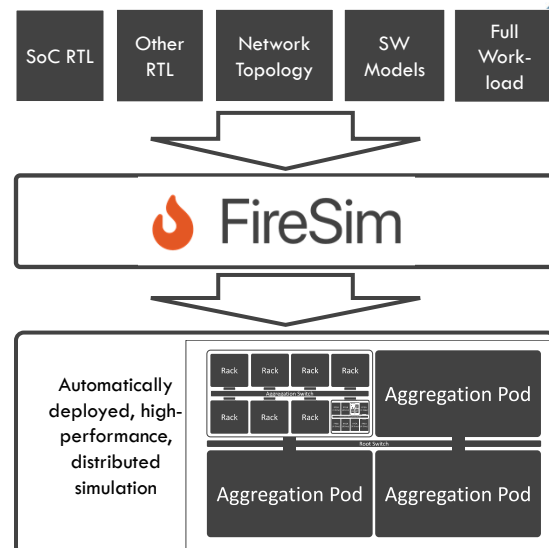 SoC RTL
Other
RTL
Network
Topology
SW
Models
Full
Work-
load
FireSim
Automatically
deployed, high-
performance,
distributed
simulation
Rack Rack Rack Rack
Aggregation Switch
Rack Rack Rack
Aggregation Pod
Root Switch
Aggregation Pod Aggregation Pod